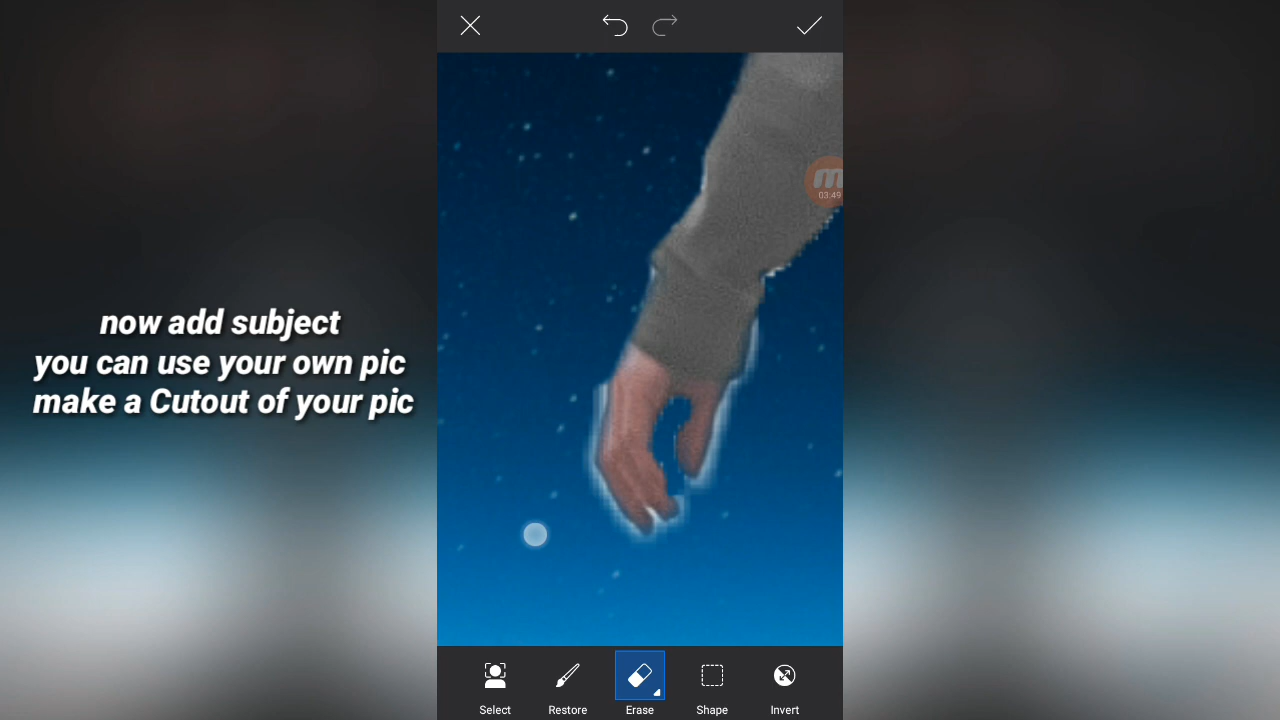 now add subject
you can use your own pic
make a Cutout of your pic
03:49
Select
Restore
Erase
Shape
Invert